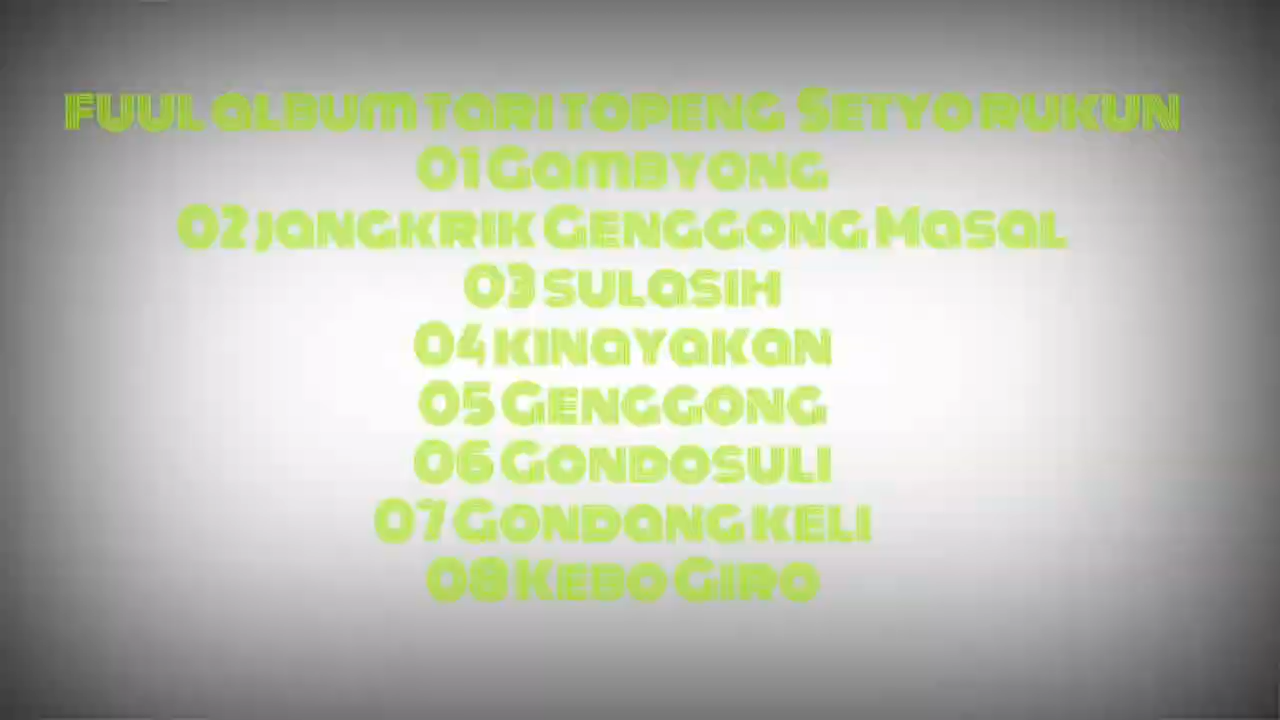 Fuul album tari topeng Setyo rukun
01 Gambyong
02 jangkrik Genggong Masal
03 sulasih
04 kinayakan
05 Genggong
06 Gondosuli
07 Gondang keli
08 Kebo Giro